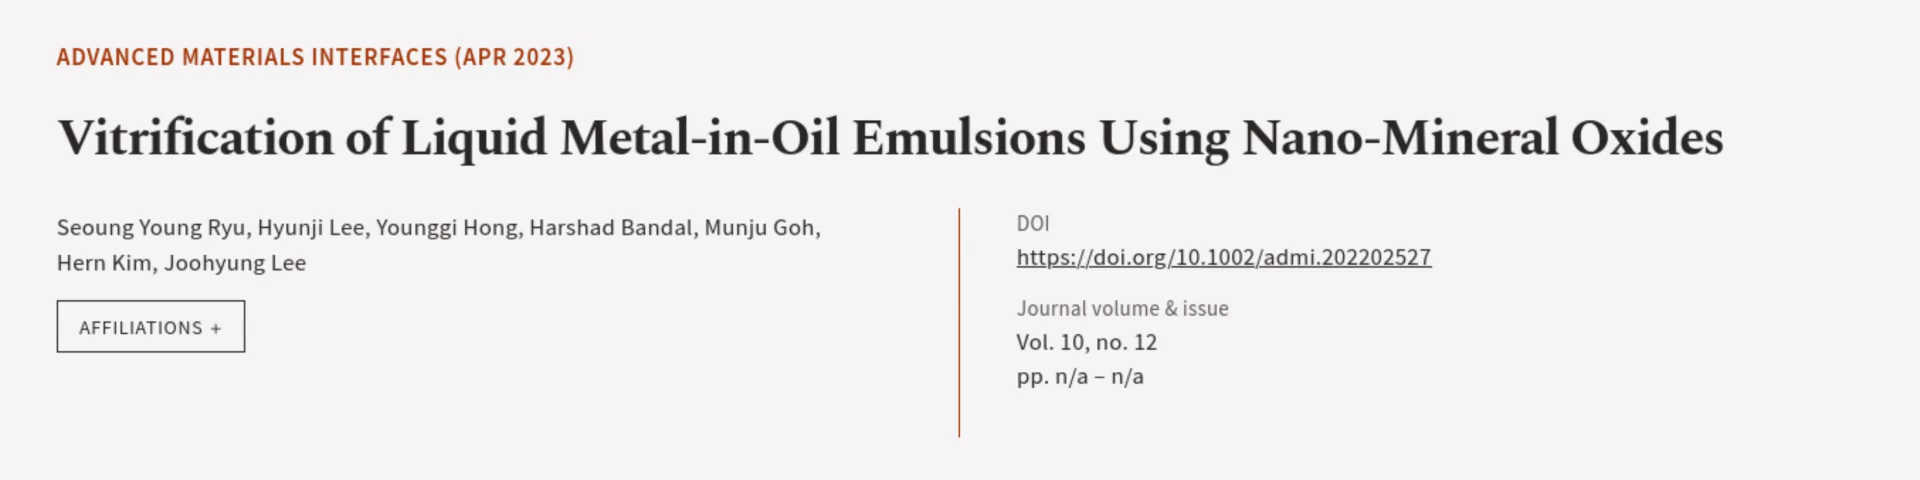 ADVANCED MATERIALS INTERFACES (APR 2023)
Vitrification of Liquid Metal-in-Oil Emulsions Using Nano-Mineral Oxides
Seoung Young Ryu, Hyunji Lee, Younggi Hong, Harshad Bandal, Munju Goh,
Hern Kim, Joohyung Lee
AFFILIATIONS +
DOI
https://doi.org/10.1002/admi.202202527
Journal volume & issue
Vol. 10, no. 12
pp. n/a – n/a